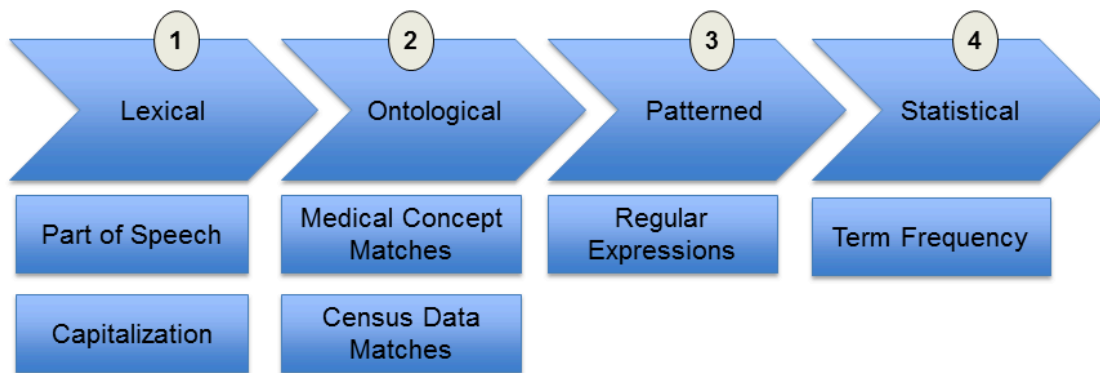 1
2
3
4
Lexical
Ontological
Patterned
Statistical
Part of Speech
Medical Concept
Matches
Regular
Expressions
Term Frequency
Capitalization
Census Data
Matches